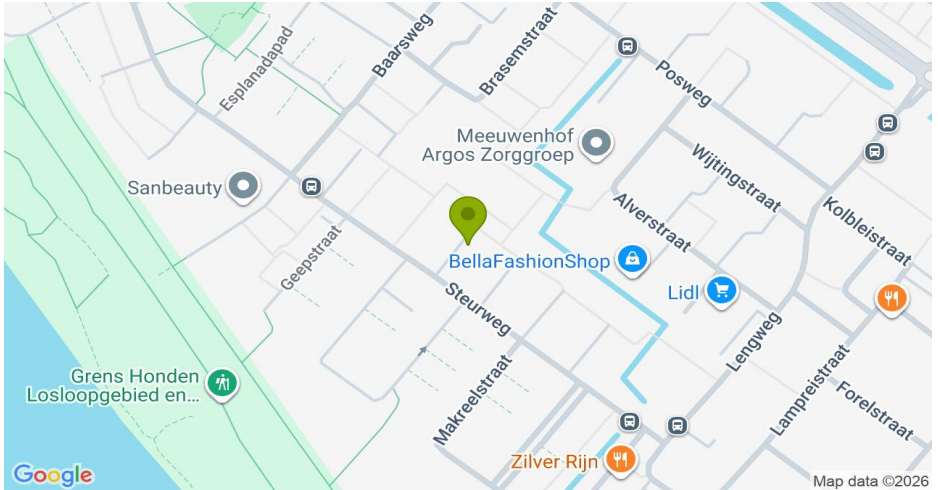 Esplanadapad
Baarsweg
Brasemstraat
Posweg
Meeuwenhof
Argos Zorggroep
Wijtingstraat
Kolbleistraat
Sanbeauty
Alverstraat
Geepstraat
BellaFashionShop
Lidl
Steurweg
Lengweg
Makreelstraat
Lampreistraat
Forelstraat
Grens Honden
Losloopgebied en...
Zilver Rijn
Google
Map data ©2026